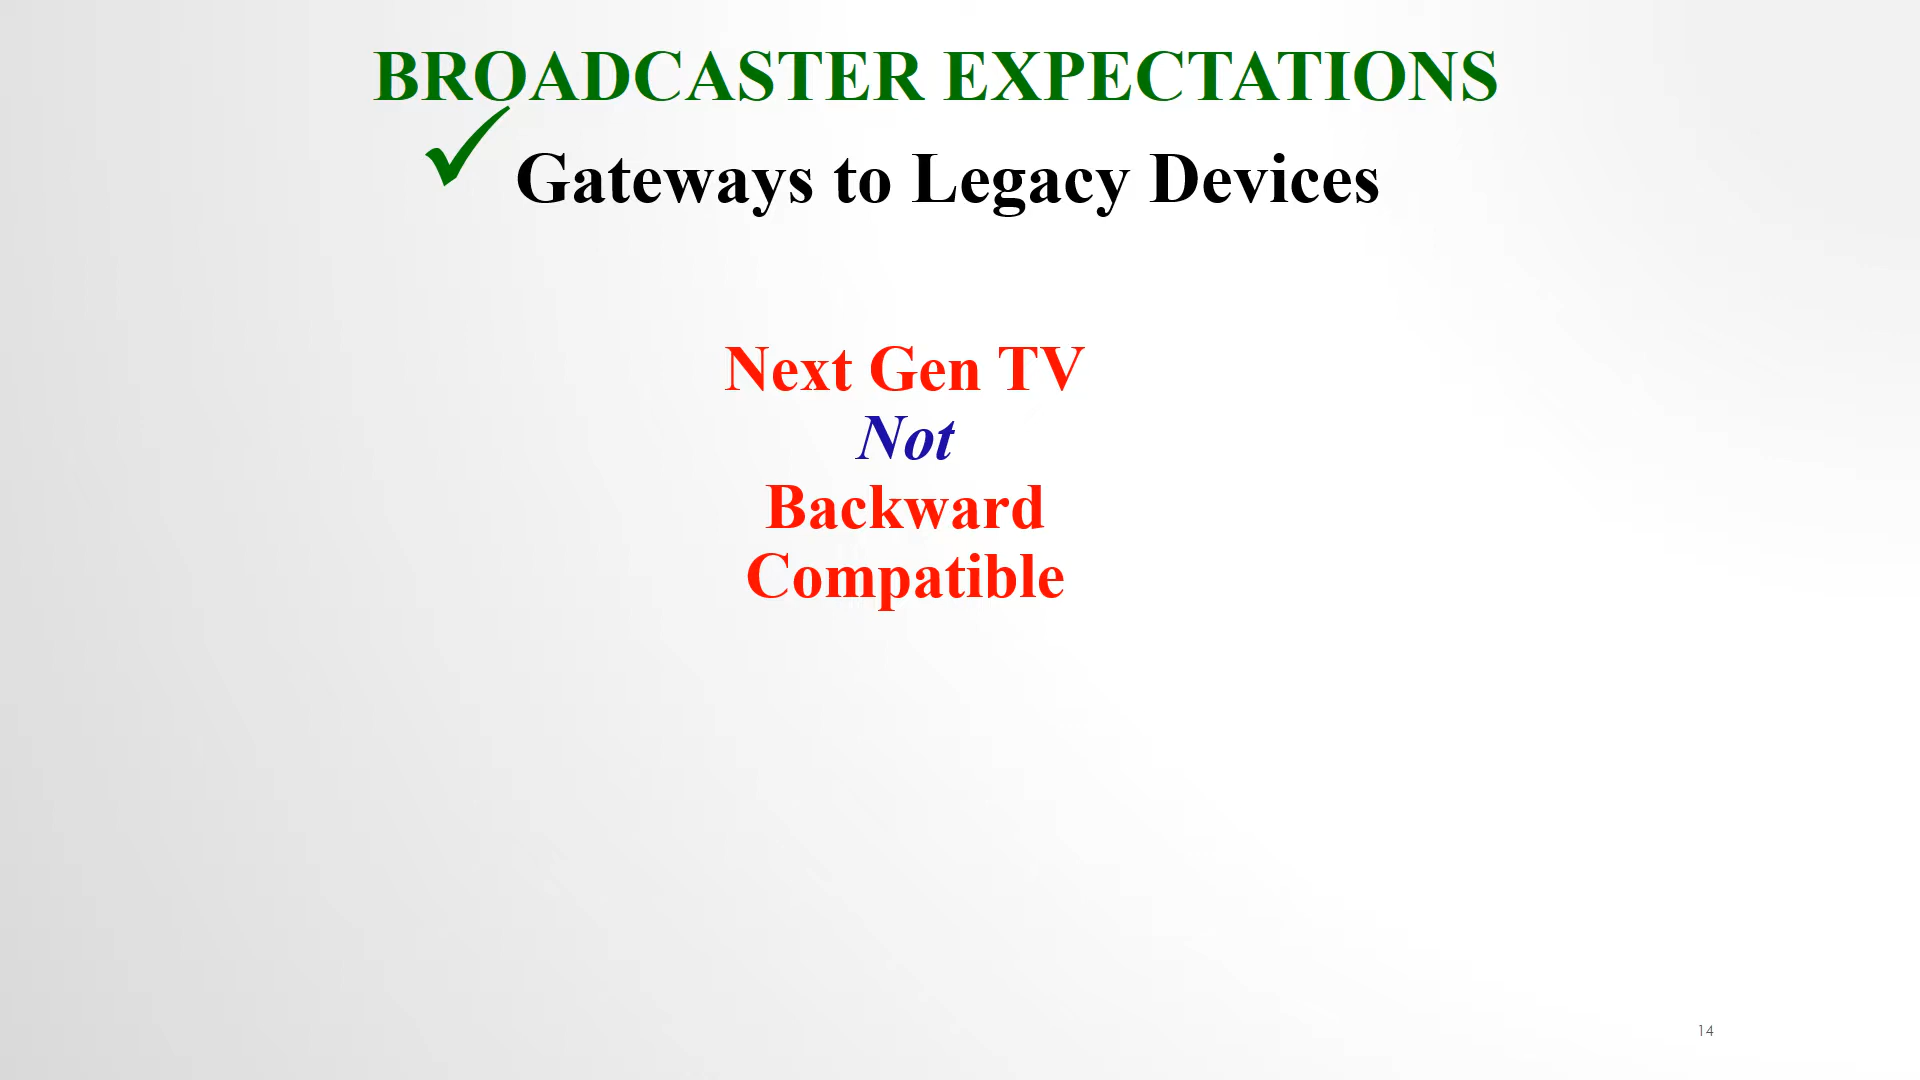 BROADCASTER EXPECTATIONS
✓ Gateways to Legacy Devices
Next Gen TV
Not
Backward
Compatible
14